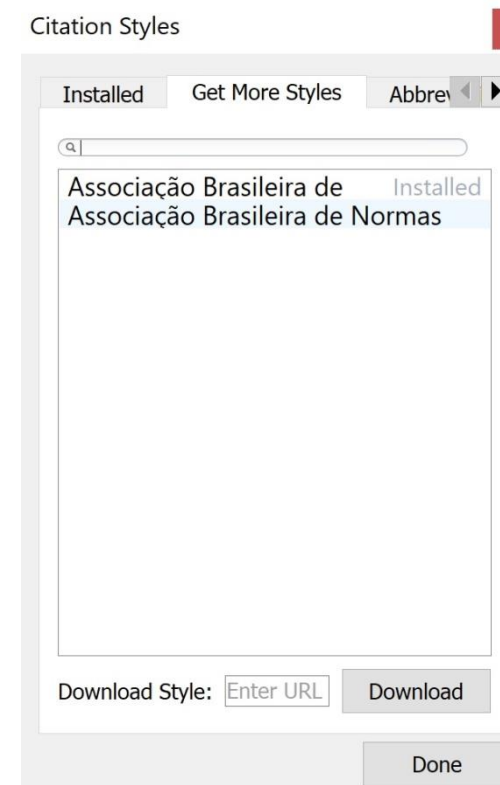 Citation Styles
Installed Get More Styles Abbrev
Associação Brasileira de Installed
Associação Brasileira de Normas
Download Style: Enter URL Download
Done